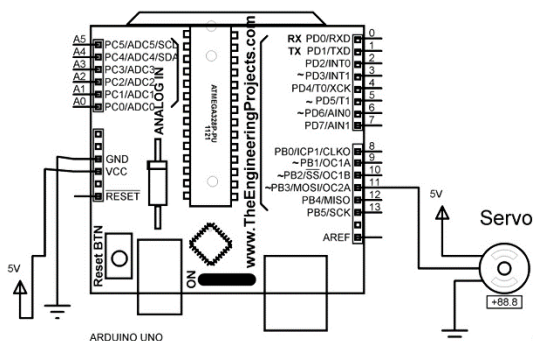 A5
A4
A3
A2
A1
A0
PC5/ADC5/SCL
PC4/ADC4/SDA
PC3/ADC3
PC2/ADC2
PC1/ADC1
PC0/ADC0
ANALOG IN
ATMEGA328P-PU
1121
www.TheEngineeringProjects.com
RX PD0/RXD 0
TX PD1/TXD 1
PD2/INT0 2
~PD3/INT1 3
PD4/T0/XCK 4
~PD5/T1 5
~PD6/AIN0 6
PD7/AIN1 7
PB0/ICP1/CLKO 8
~PB1/OC1A 9
~PB2/SS/OC1B 10
~PB3/MOSI/OC2A 11
PB4/MISO 12
PB5/SCK 13
AREF
GND
VCC
RESET
Reset BTN
ON
5V
5V
Servo
+88.8
ARDUINO UNO